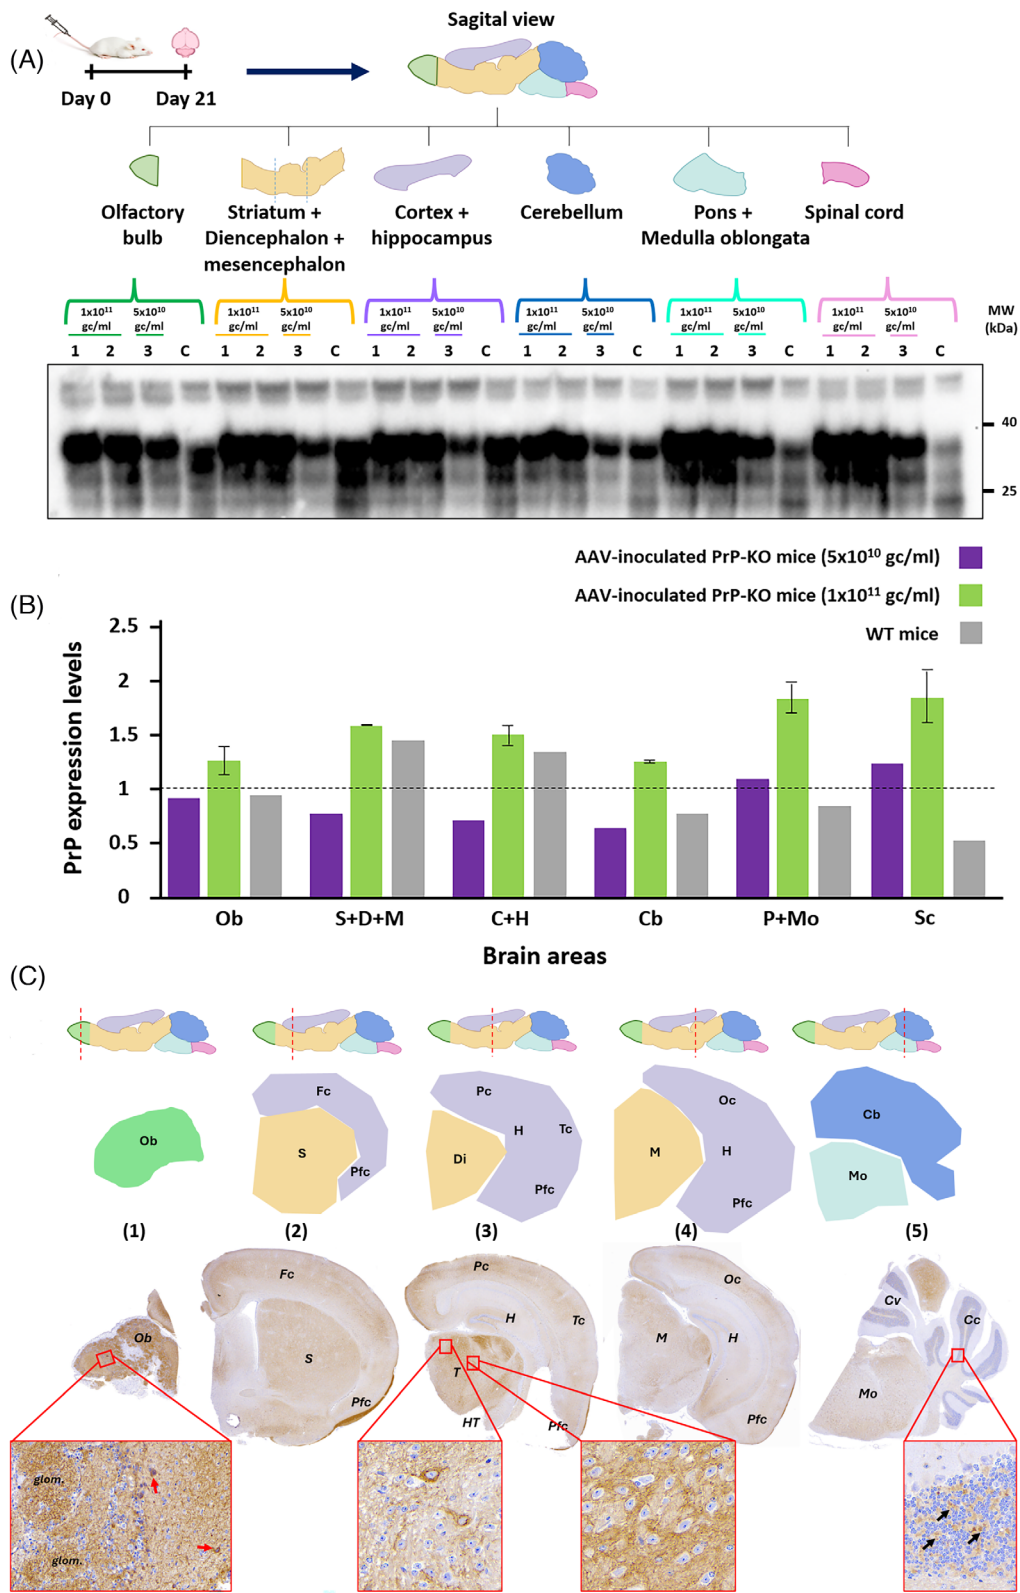 (A)
Sagital view
Day 0
Day 21
Olfactory bulb
Striatum + Diencephalon + mesencephalon
Cortex + hippocampus
Cerebellum
Pons + Medulla oblongata
Spinal cord
1x10¹¹ gc/ml 5x10¹⁰ gc/ml
1x10¹¹ gc/ml 5x10¹⁰ gc/ml
1x10¹¹ gc/ml 5x10¹⁰ gc/ml
1x10¹¹ gc/ml 5x10¹⁰ gc/ml
1x10¹¹ gc/ml 5x10¹⁰ gc/ml
1x10¹¹ gc/ml 5x10¹⁰ gc/ml
MW (kDa)
1 2 3 C 1 2 3 C 1 2 3 C 1 2 3 C 1 2 3 C 1 2 3 C
40
25
AAV-inoculated PrP-KO mice (5x10¹⁰ gc/ml)
AAV-inoculated PrP-KO mice (1x10¹¹ gc/ml)
WT mice
(B)
PrP expression levels
2.5
2
1.5
1
0.5
0
Ob S+D+M C+H Cb P+Mo Sc
Brain areas
(C)
Ob
Fc
S
Pfc
Pc
H
Tc
Di
Pfc
Oc
M
H
Pfc
Cb
Mo
(1) (2) (3) (4) (5)
Ob
Fc
S
Pfc
Pc
H
Tc
T
HT
Pfc
Oc
M
H
Pfc
Cv
Cc
Mo
glom.
glom.